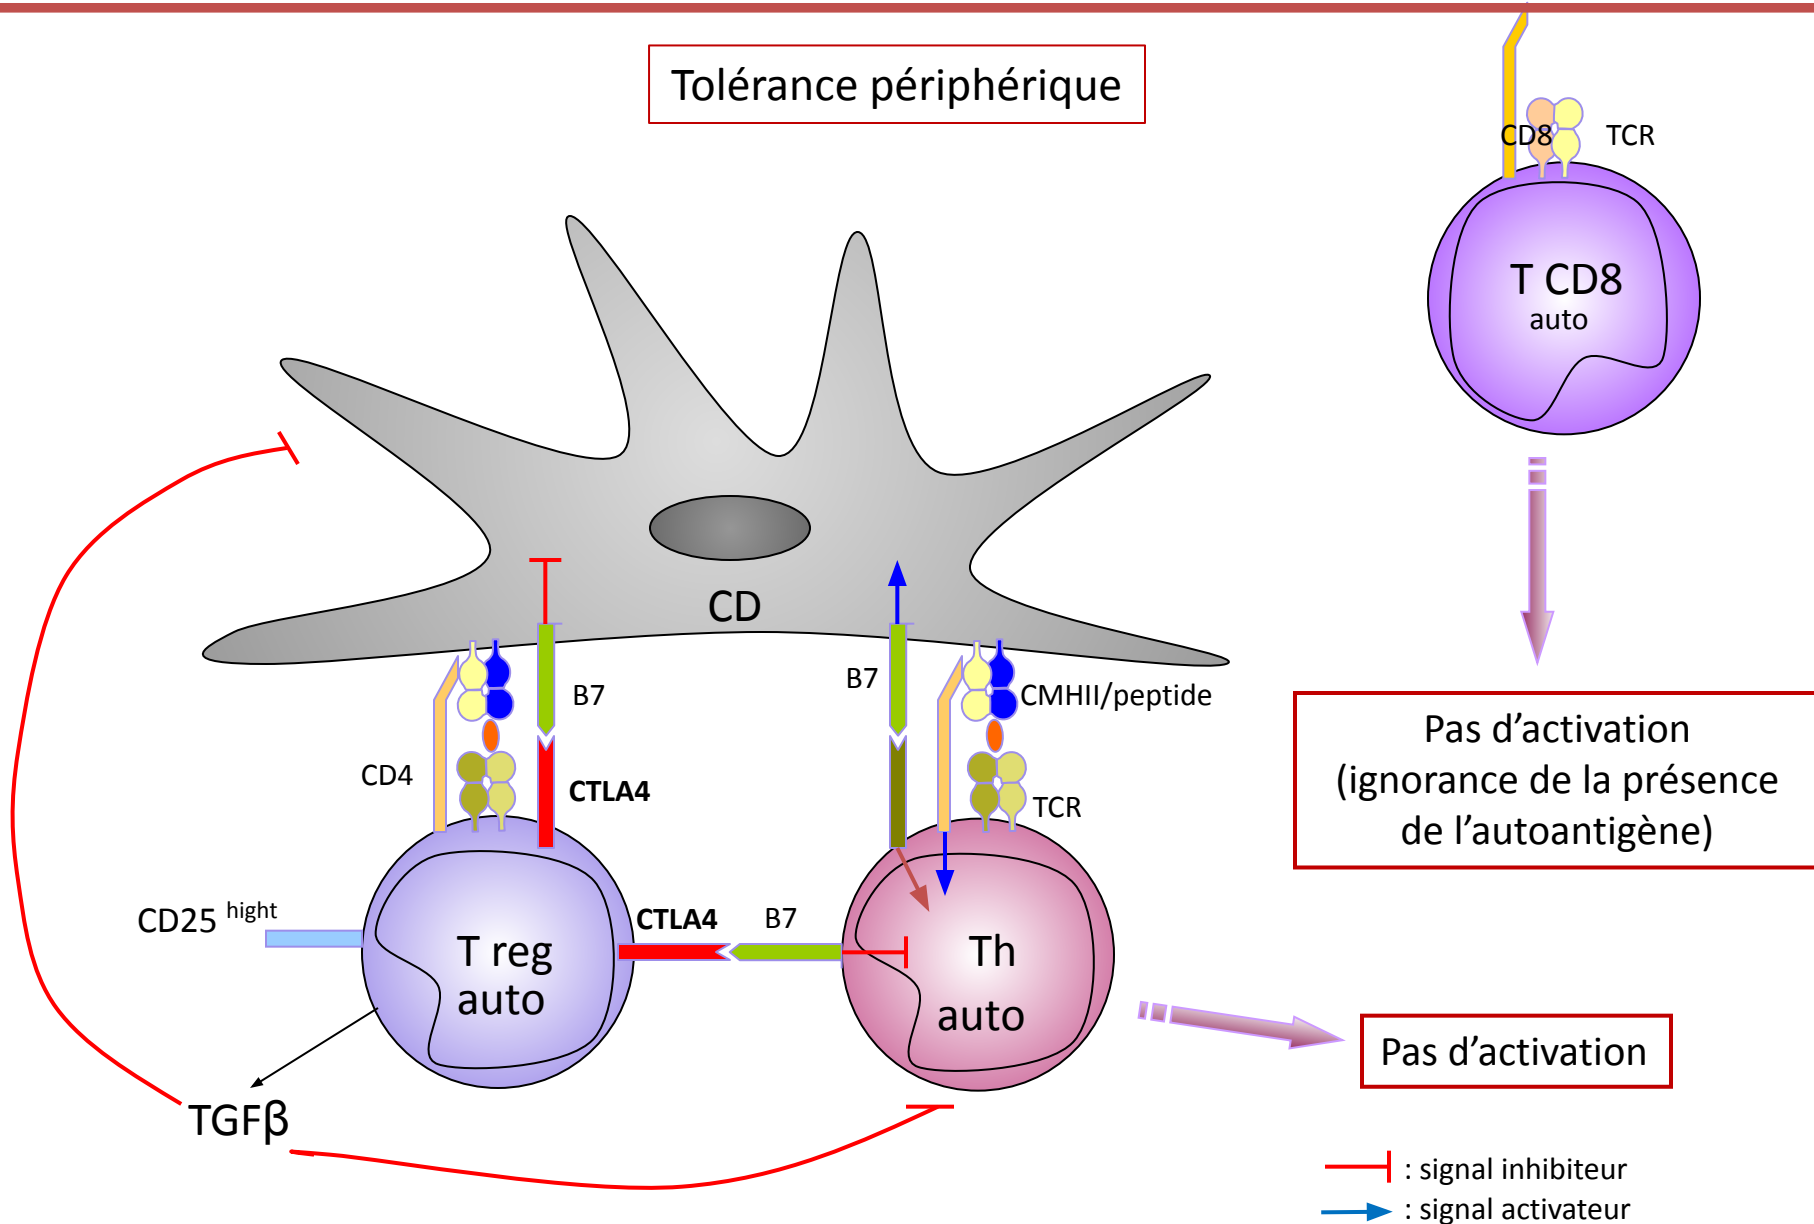 Tolérance périphérique
CD8
TCR
T CD8
auto
CD
B7
B7
CMHII/peptide
CD4
CTLA4
TCR
Pas d’activation
(ignorance de la présence
de l’autoantigène)
CD25 hight
CTLA4
B7
T reg
auto
Th
auto
Pas d’activation
TGFβ
: signal inhibiteur
: signal activateur